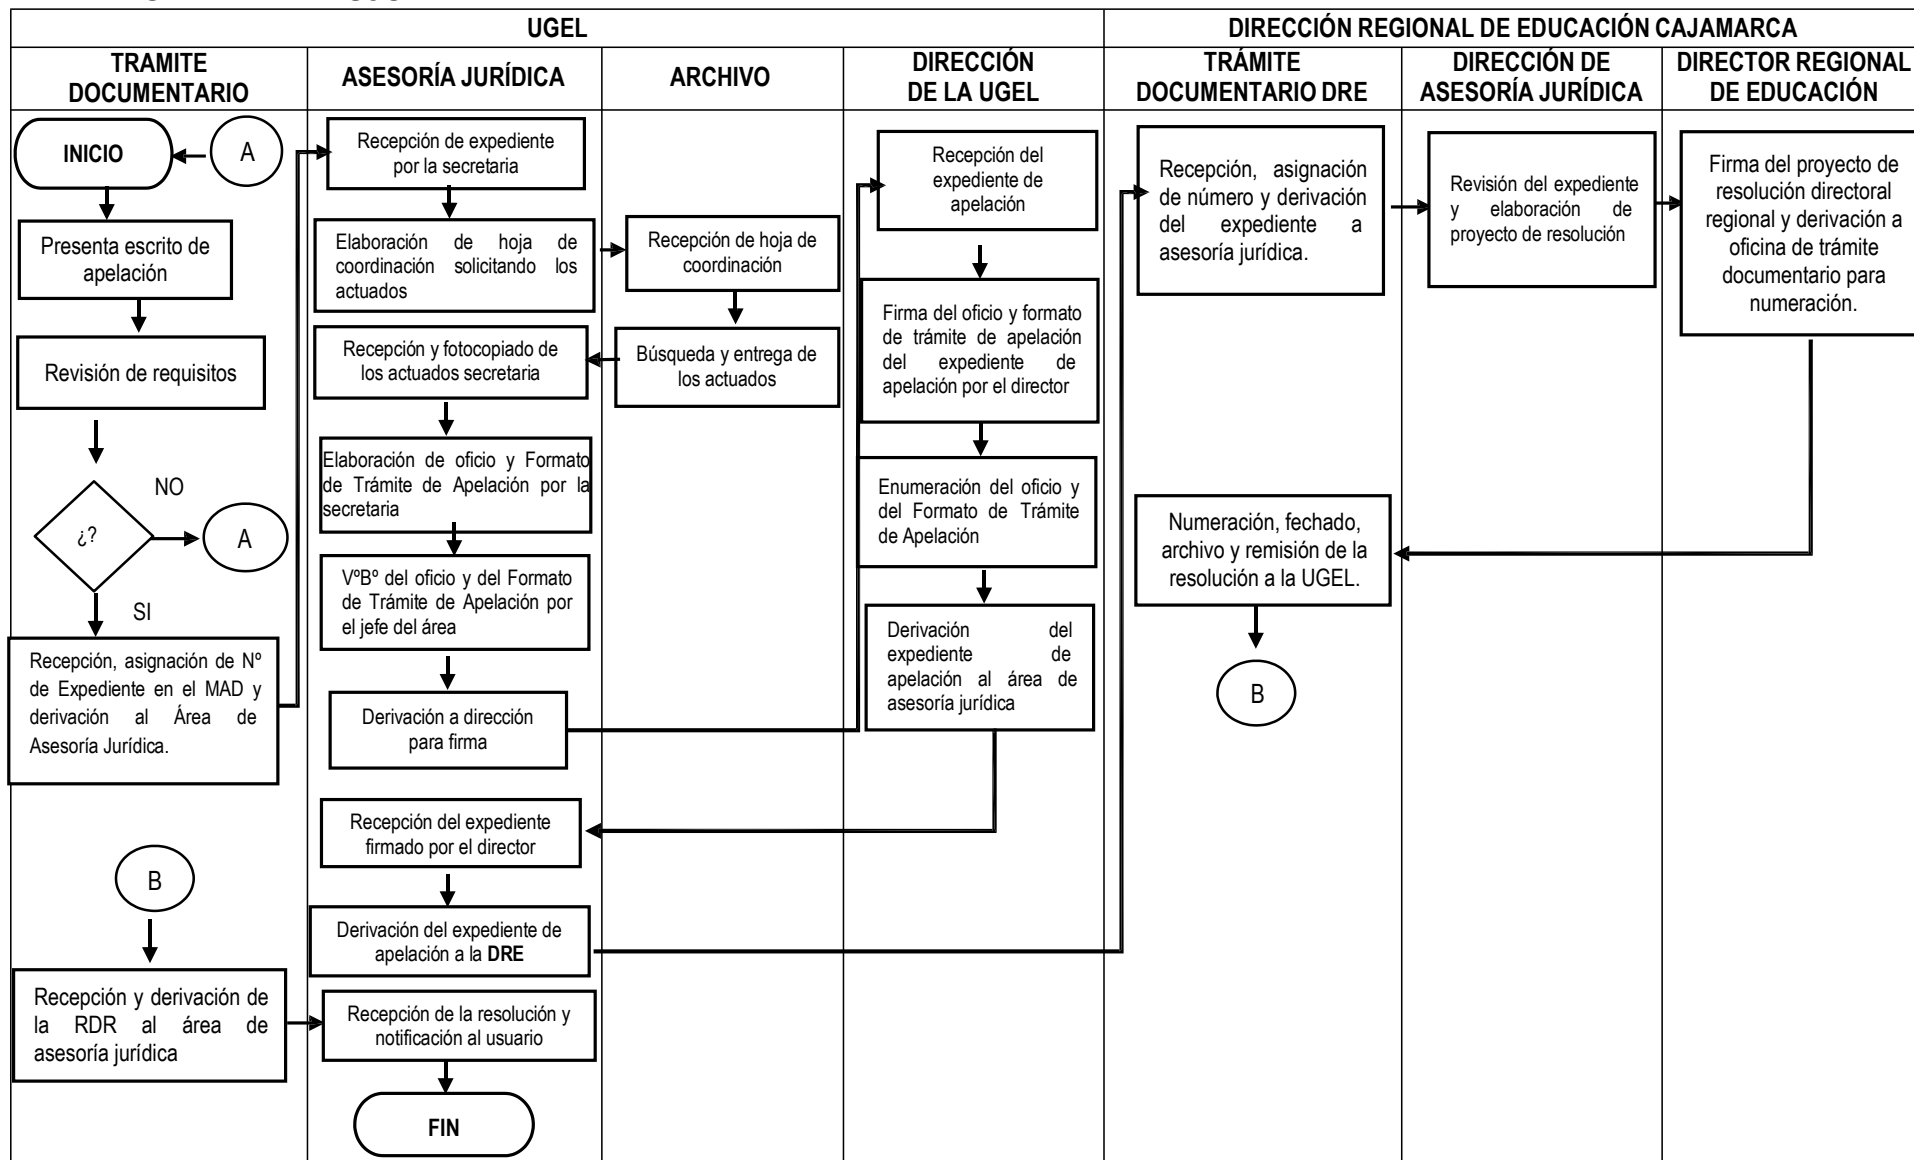 UGEL
DIRECCIÓN REGIONAL DE EDUCACIÓN CAJAMARCA
TRAMITE
DOCUMENTARIO
ASESORÍA JURÍDICA
ARCHIVO
DIRECCIÓN
DE LA UGEL
TRÁMITE
DOCUMENTARIO DRE
DIRECCIÓN DE
ASESORÍA JURÍDICA
DIRECTOR REGIONAL
DE EDUCACIÓN
INICIO
A
Presenta escrito de
apelación
Revisión de requisitos
¿?
NO
A
SI
Recepción, asignación de Nº
de Expediente en el MAD y
derivación al Área de
Asesoría Jurídica.
B
Recepción y derivación de
la RDR al área de
asesoría jurídica
Recepción de expediente
por la secretaria
Elaboración de hoja de
coordinación solicitando los
actuados
Recepción y fotocopiado de
los actuados secretaria
Elaboración de oficio y Formato
de Trámite de Apelación por la
secretaria
VºBº del oficio y del Formato
de Trámite de Apelación por
el jefe del área
Derivación a dirección
para firma
Recepción del expediente
firmado por el director
Derivación del expediente de
apelación a la DRE
Recepción de la resolución y
notificación al usuario
FIN
Recepción de hoja de
coordinación
Búsqueda y entrega de
los actuados
Recepción del
expediente de
apelación
Firma del oficio y formato
de trámite de apelación
del expediente de
apelación por el director
Enumeración del oficio y
del Formato de Trámite
de Apelación
Derivación del
expediente de
apelación al área de
asesoría jurídica
Recepción, asignación
de número y derivación
del expediente a
asesoría jurídica.
Numeración, fechado,
archivo y remisión de la
resolución a la UGEL.
B
Revisión del expediente
y elaboración de
proyecto de resolución
Firma del proyecto de
resolución directoral
regional y derivación a
oficina de trámite
documentario para
numeración.